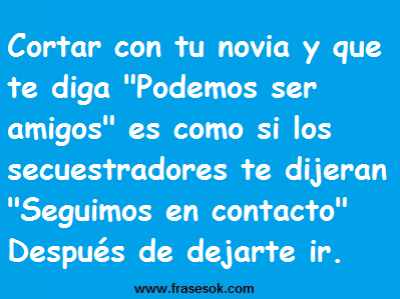 Cortar con tu novia y que
te diga "Podemos ser
amigos" es como si los
secuestradores te dijeran
"Seguimos en contacto"
Después de dejarte ir.
www.frasesok.com